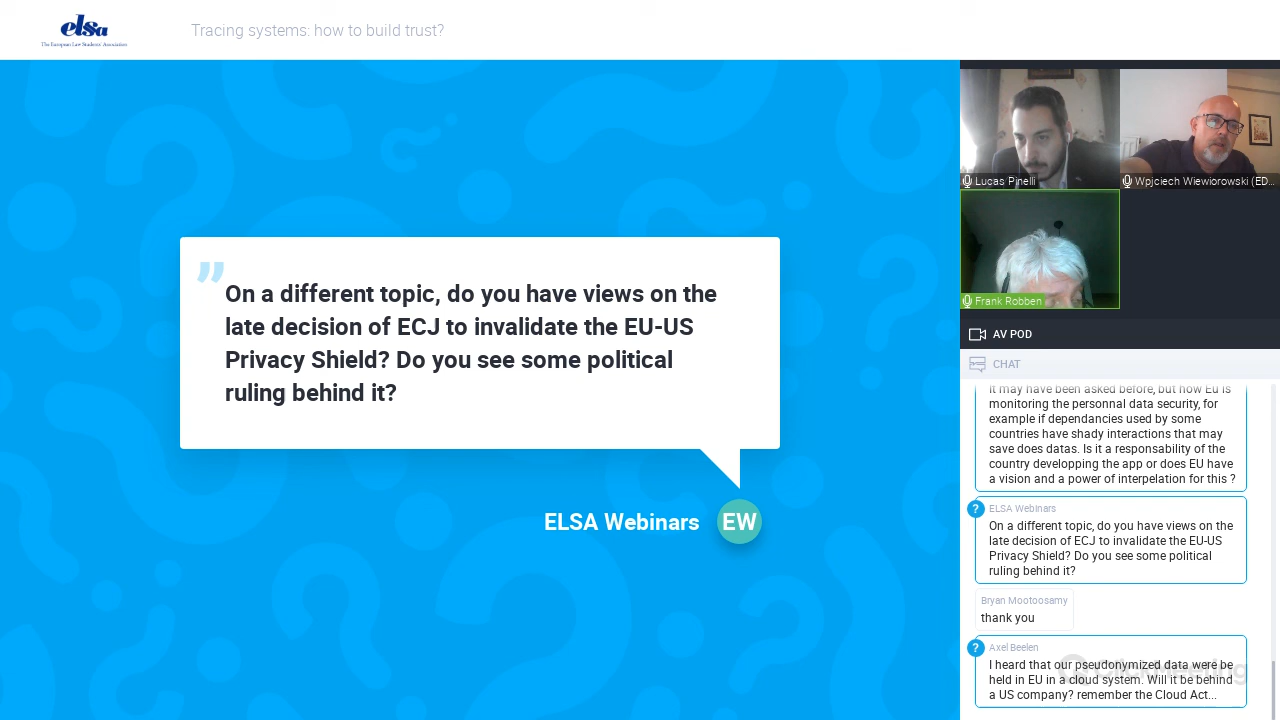 elsa
The European Law Students' Association
Tracing systems: how to build trust?
On a different topic, do you have views on the
late decision of ECJ to invalidate the EU-US
Privacy Shield? Do you see some political
ruling behind it?
ELSA Webinars
EW
Lucas Pinelli
Wpjciech Wiewiorowski (ED...
Frank Robben
AV POD
CHAT
It may have been asked before, but how Eu is
monitoring the personnal data security, for
example if dependancies used by some
countries have shady interactions that may
save does datas. Is it a responsability of the
country developping the app or does EU have
a vision and a power of interpelation for this ?
?
ELSA Webinars
On a different topic, do you have views on the
late decision of ECJ to invalidate the EU-US
Privacy Shield? Do you see some political
ruling behind it?
Bryan Mootoosamy
thank you
?
Axel Beelen
I heard that our pseudonymized data were be
held in EU in a cloud system. Will it be behind
a US company? remember the Cloud Act...